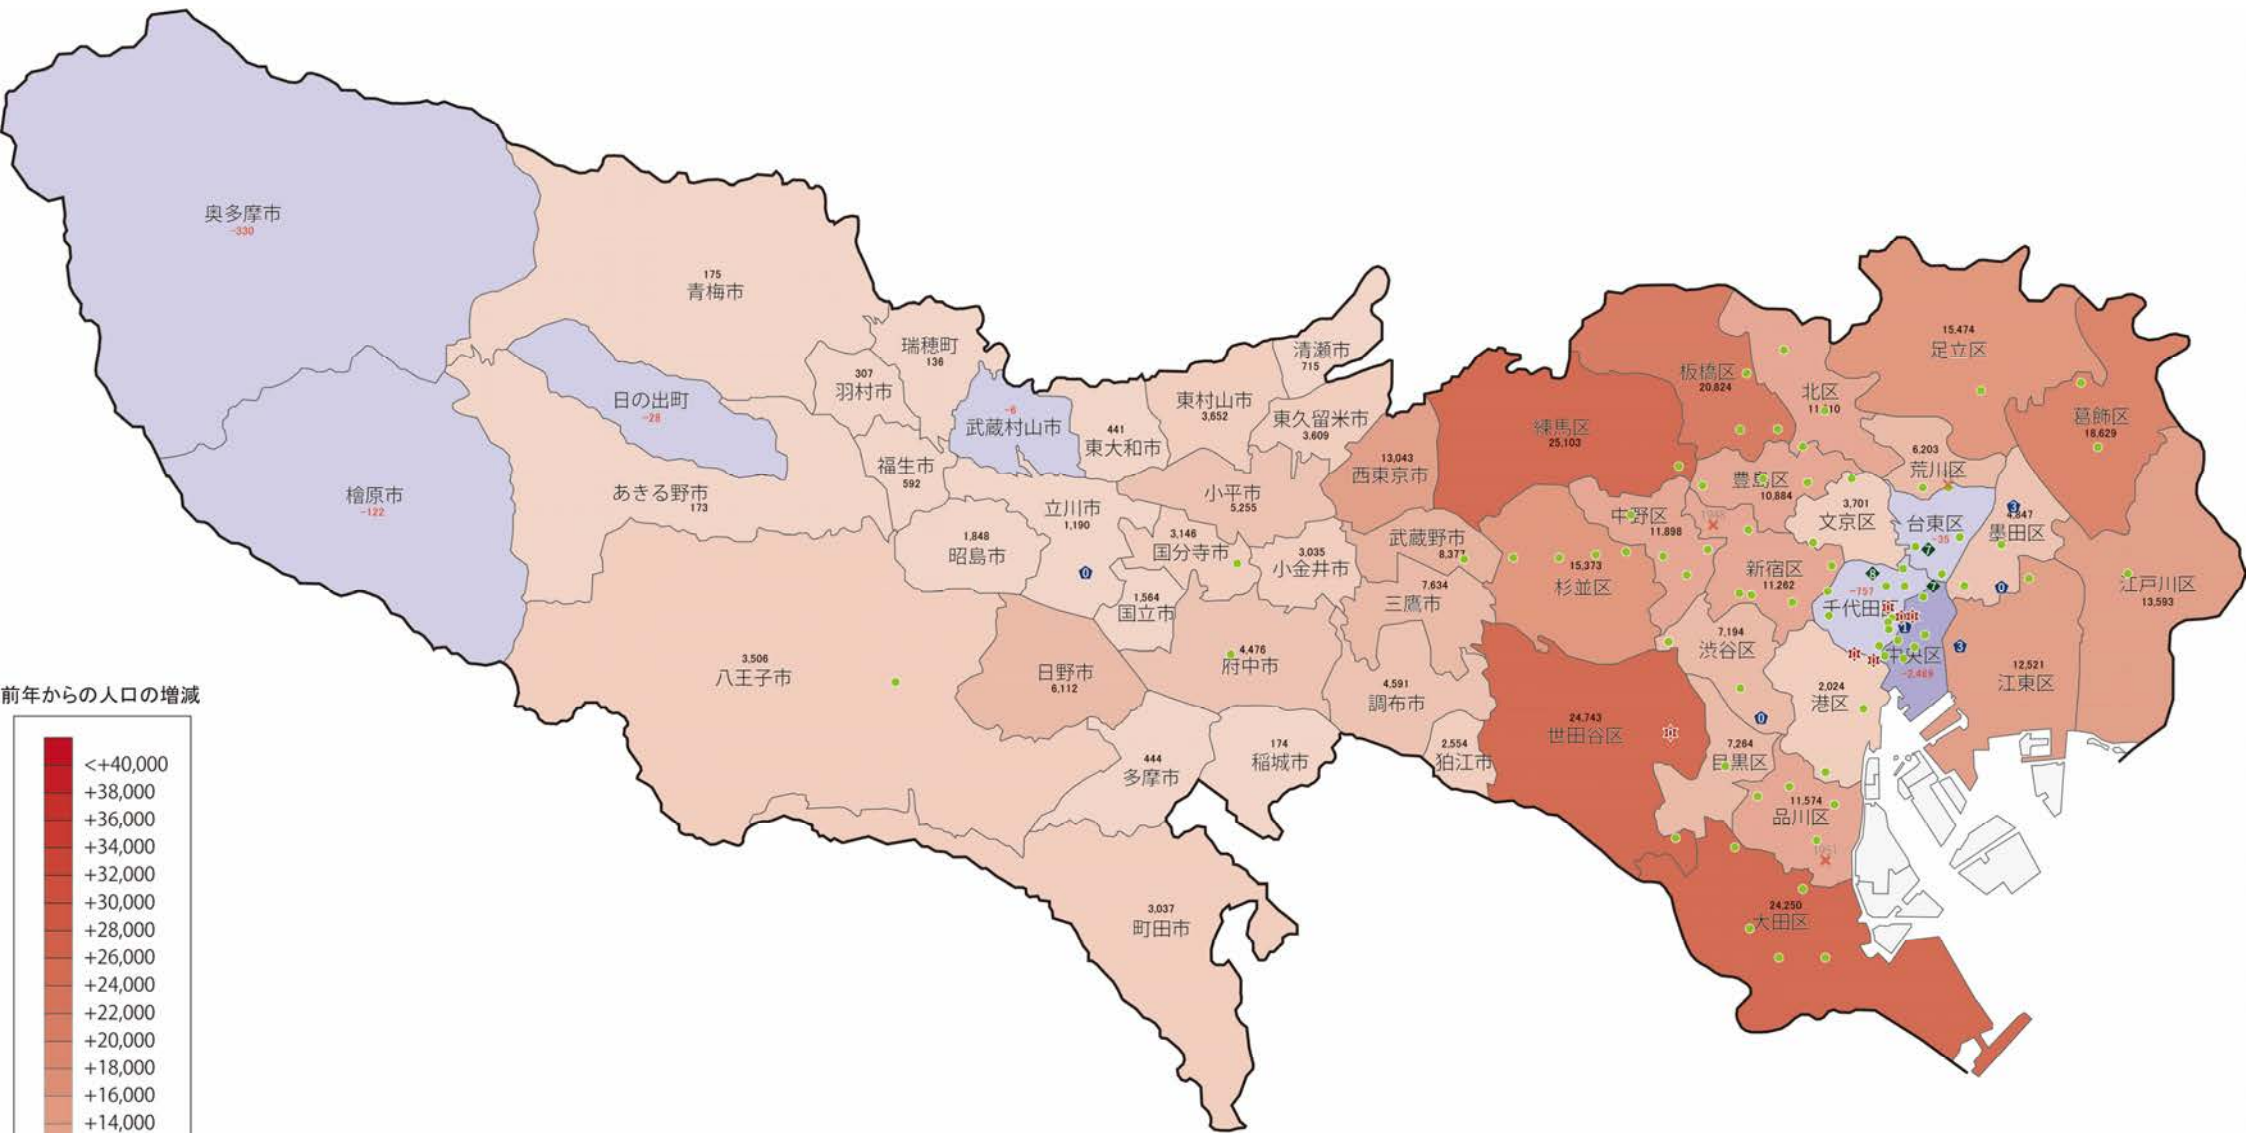 奥多摩市
-330
175
青梅市
瑞穂町
136
307
羽村市
日の出町
-28
檜原市
-122
あきる野市
173
福生市
592
-6
武蔵村山市
441
東大和市
東村山市
3,652
清瀬市
715
東久留米市
3,609
小平市
5,255
13,043
西東京市
立川市
1,190
0
1,848
昭島市
3,146
国分寺市
3,035
小金井市
1,564
国立市
武蔵野市
8,377
7,634
三鷹市
3,506
八王子市
日野市
6,112
4,476
府中市
4,591
調布市
2,554
狛江市
444
多摩市
174
稲城市
3,037
町田市
練馬区
25,103
板橋区
20,824
北区
15,474
足立区
葛飾区
18,629
6,203
荒川区
豊島区
10,884
3,701
文京区
台東区
-35
7
3
4,847
墨田区
0
中野区
11,898
1948
15,373
杉並区
新宿区
11,262
8
7
-757
千代田区
1
中央区
-2,469
3
12,521
江東区
江戸川区
13,593
7,194
渋谷区
0
2,024
港区
24,743
世田谷区
7,264
目黒区
11,574
品川区
1951
24,250
大田区
前年からの人口の増減
<+40,000
+38,000
+36,000
+34,000
+32,000
+30,000
+28,000
+26,000
+24,000
+22,000
+20,000
+18,000
+16,000
+14,000